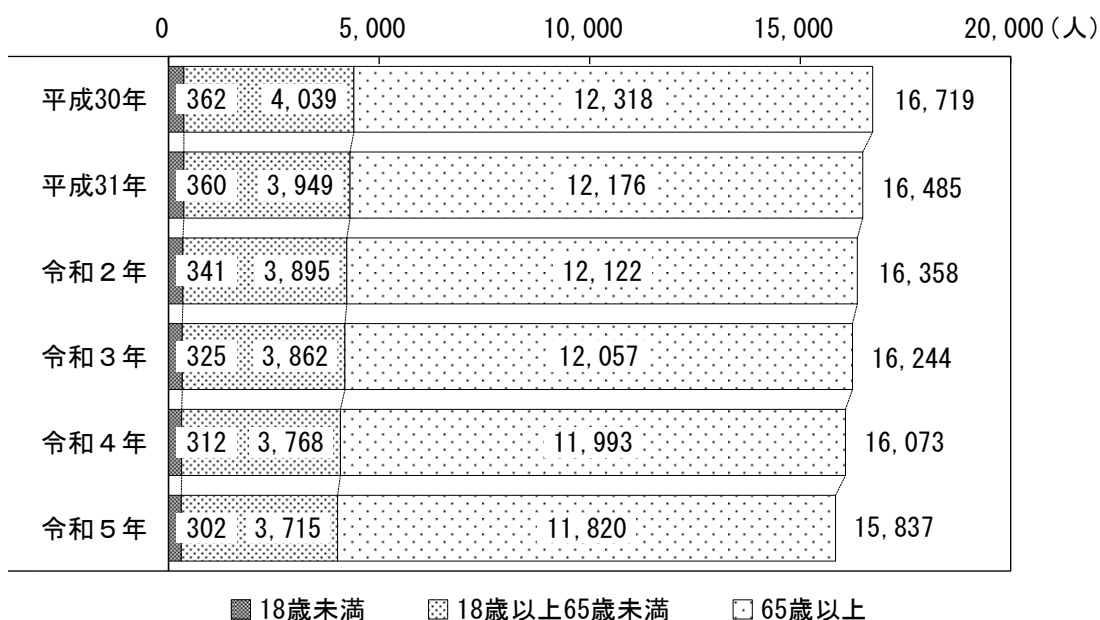 0 5,000 10,000 15,000 20,000(人)
平成30年 362 4,039 12,318 16,719
平成31年 360 3,949 12,176 16,485
令和２年 341 3,895 12,122 16,358
令和３年 325 3,862 12,057 16,244
令和４年 312 3,768 11,993 16,073
令和５年 302 3,715 11,820 15,837
18歳未満 18歳以上65歳未満 65歳以上